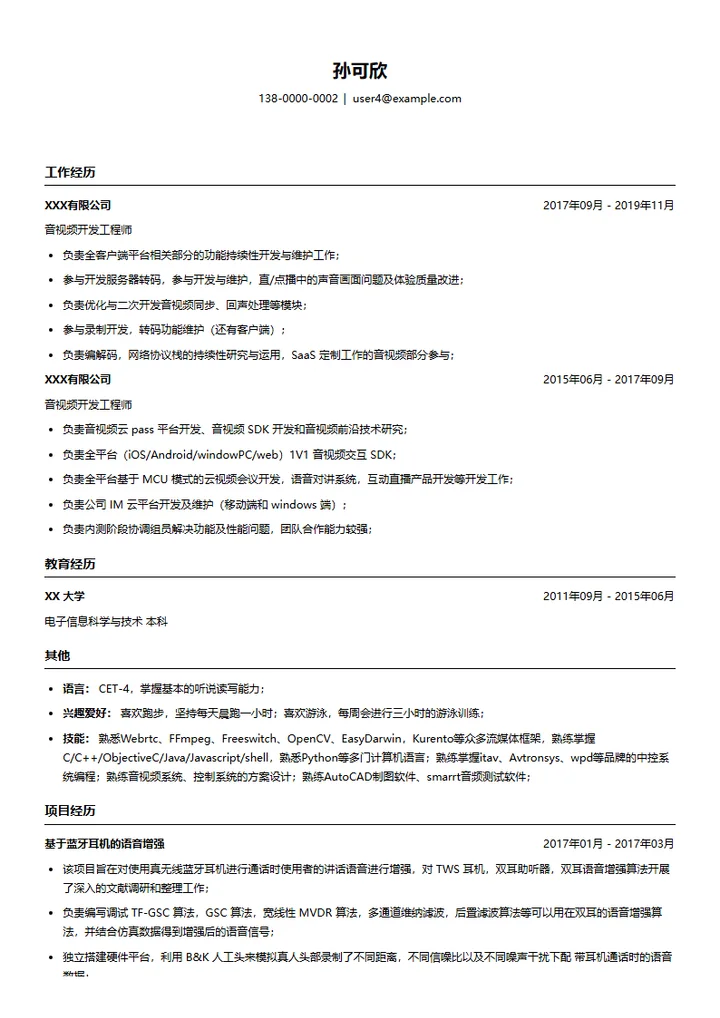 孙可欣
138-0000-0002 | user4@example.com
工作经历
XXX有限公司 2017年09月 - 2019年11月
音视频开发工程师
• 负责全客户端平台相关部分的功能持续性开发与维护工作；
• 参与开发服务器转码，参与开发与维护，直/点播中的声音画面问题及体验质量改进；
• 负责优化与二次开发音视频同步、回声处理等模块；
• 参与录制开发，转码功能维护（还有客户端）；
• 负责编解码，网络协议栈的持续性研究与运用，SaaS 定制工作的音视频部分参与；
XXX有限公司 2015年06月 - 2017年09月
音视频开发工程师
• 负责音视频云 pass 平台开发、音视频 SDK 开发和音视频前沿技术研究；
• 负责全平台（iOS/Android/windowPC/web）1V1 音视频交互 SDK；
• 负责全平台基于 MCU 模式的云视频会议开发，语音对讲系统，互动直播产品开发等开发工作；
• 负责公司 IM 云平台开发及维护（移动端和 windows 端）；
• 负责内测阶段协调组员解决功能及性能问题，团队合作能力较强；
教育经历
XX 大学 2011年09月 - 2015年06月
电子信息科学与技术 本科
其他
• 语言： CET-4，掌握基本的听说读写能力；
• 兴趣爱好： 喜欢跑步，坚持每天晨跑一小时；喜欢游泳，每周会进行三小时的游泳训练；
• 技能： 熟悉Webrtc、FFmpeg、Freeswitch、OpenCV、EasyDarwin，Kurento等众多流媒体框架，熟练掌握
C/C++/ObjectiveC/Java/Javascript/shell，熟悉Python等多门计算机语言；熟练掌握itav、Avtronsys、wpd等品牌的中控系
统编程；熟练音视频系统、控制系统的方案设计；熟练AutoCAD制图软件、smarrt音频测试软件；
项目经历
基于蓝牙耳机的语音增强 2017年01月 - 2017年03月
• 该项目旨在对使用真无线蓝牙耳机进行通话时使用者的讲话语音进行增强，对 TWS 耳机，双耳助听器，双耳语音增强算法开展
了深入的文献调研和整理工作；
• 负责编写调试 TF-GSC 算法，GSC 算法，宽线性 MVDR 算法，多通道维纳滤波，后置滤波算法等可以用在双耳的语音增强算
法，并结合仿真数据得到增强后的语音信号；
• 独立搭建硬件平台，利用 B&K 人工头来模拟真人头部录制了不同距离，不同信噪比以及不同噪声干扰下配 带耳机通话时的语音
数据；